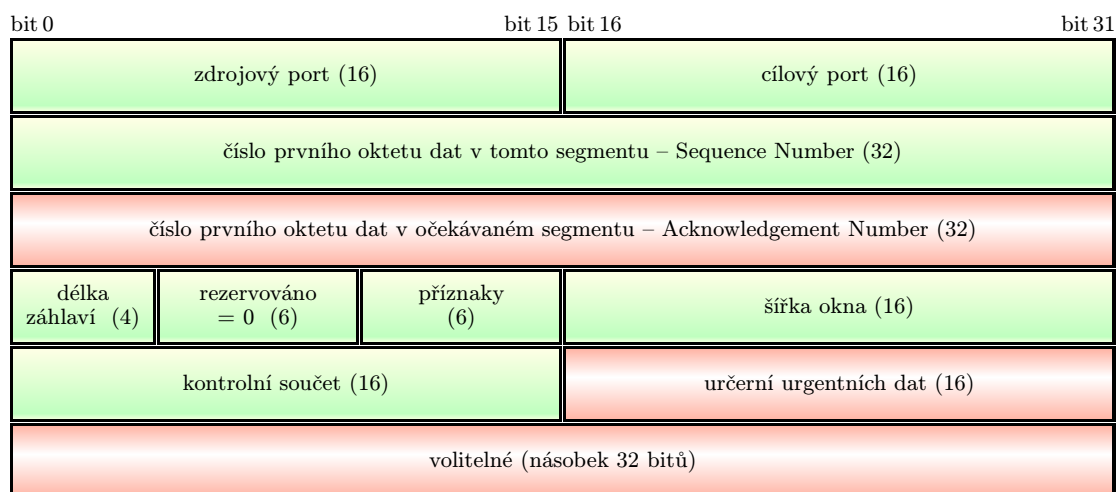 bit 0 bit 15 bit 16 bit 31
zdrojový port (16) cílový port (16)
číslo prvního oktetu dat v tomto segmentu – Sequence Number (32)
číslo prvního oktetu dat v očekávaném segmentu – Acknowledgement Number (32)
délka
záhlaví (4)
rezervováno
= 0 (6)
příznaky
(6)
šířka okna (16)
kontrolní součet (16) určerní urgentních dat (16)
volitelné (násobek 32 bitů)